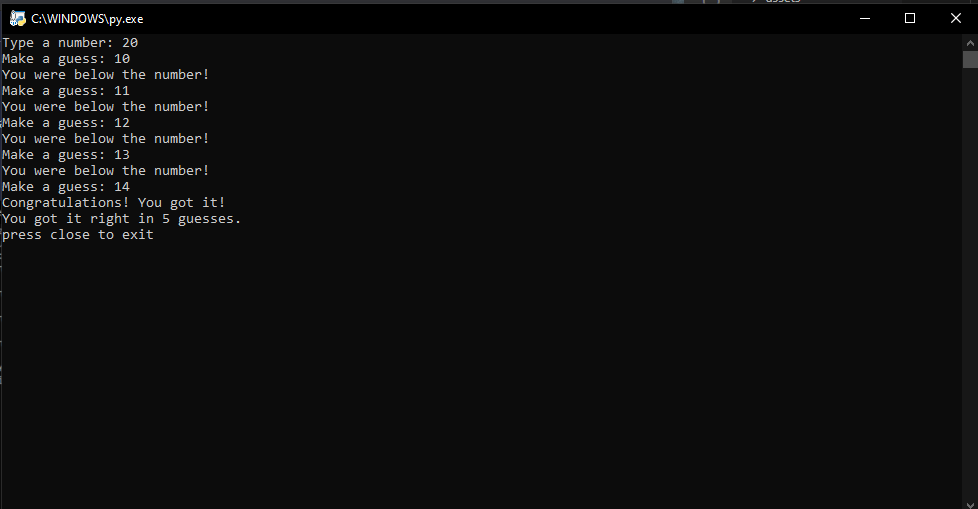 C:\WINDOWS\py.exe
Type a number: 20
Make a guess: 10
You were below the number!
Make a guess: 11
You were below the number!
Make a guess: 12
You were below the number!
Make a guess: 13
You were below the number!
Make a guess: 14
Congratulations! You got it!
You got it right in 5 guesses.
press close to exit